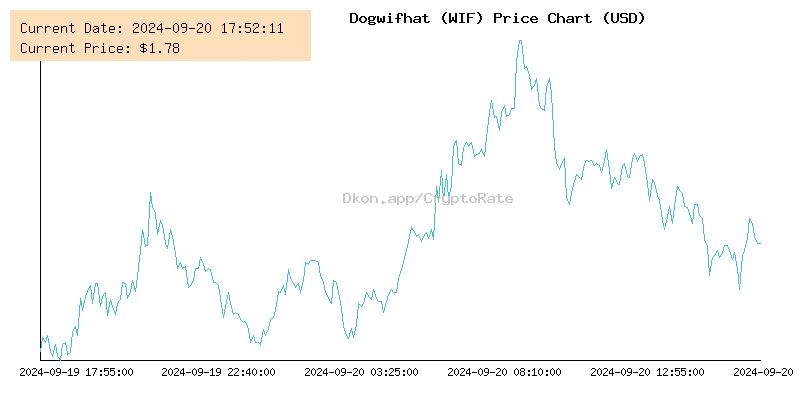 Dogwifhat (WIF) Price Chart (USD)
Current Date: 2024-09-20 17:52:11
Current Price: $1.78
Dkon.app/CryptoRate
2024-09-19 17:55:00 2024-09-19 22:40:00 2024-09-20 03:25:00 2024-09-20 08:10:00 2024-09-20 12:55:00 2024-09-20